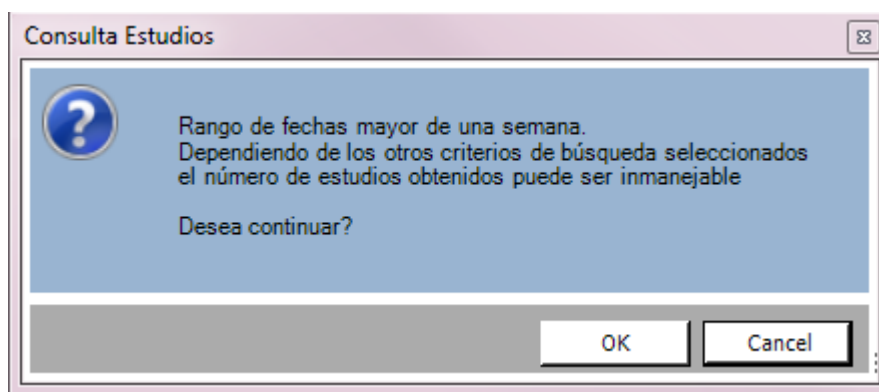 Consulta Estudios
Rango de fechas mayor de una semana.
Dependiendo de los otros criterios de búsqueda seleccionados
el número de estudios obtenidos puede ser inmanejable
Desea continuar?
OK
Cancel